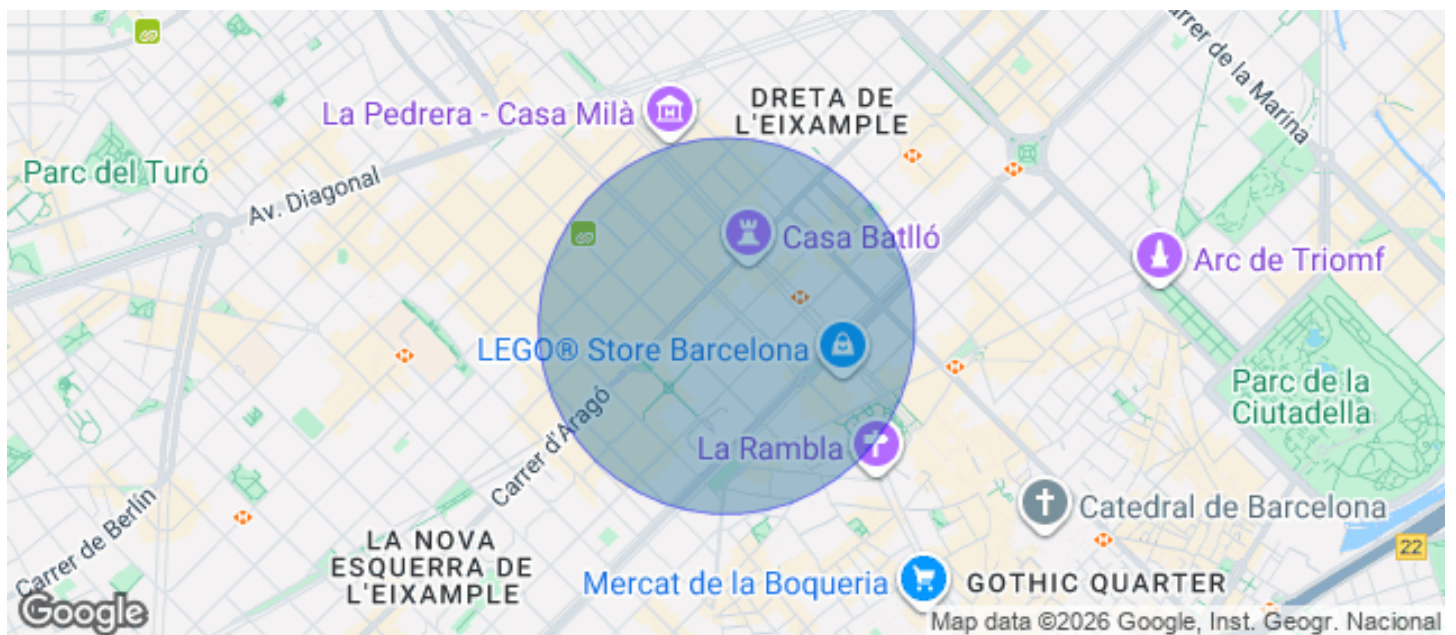 Carrer de la Marina
DRETA DE
L'EIXAMPLE
La Pedrera - Casa Milà
Parc del Turó
Av. Diagonal
Casa Batlló
Arc de Triomf
LEGO® Store Barcelona
Parc de la
Ciutadella
Carrer d'Aragó
La Rambla
Catedral de Barcelona
Carrer de Berlín
22
LA NOVA
ESQUERRA DE
L'EIXAMPLE
Mercat de la Boqueria
GOTHIC QUARTER
Google
Map data ©2026 Google, Inst. Geogr. Nacional